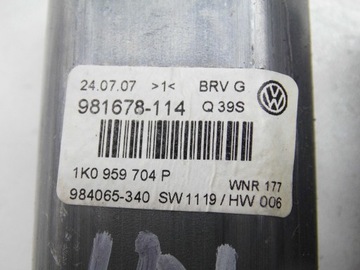 24.07.07 >1< BRV G
981678-114 Q 39S
1K0 959 704 P
WNR 177
984065-340 SW1119/HW 006